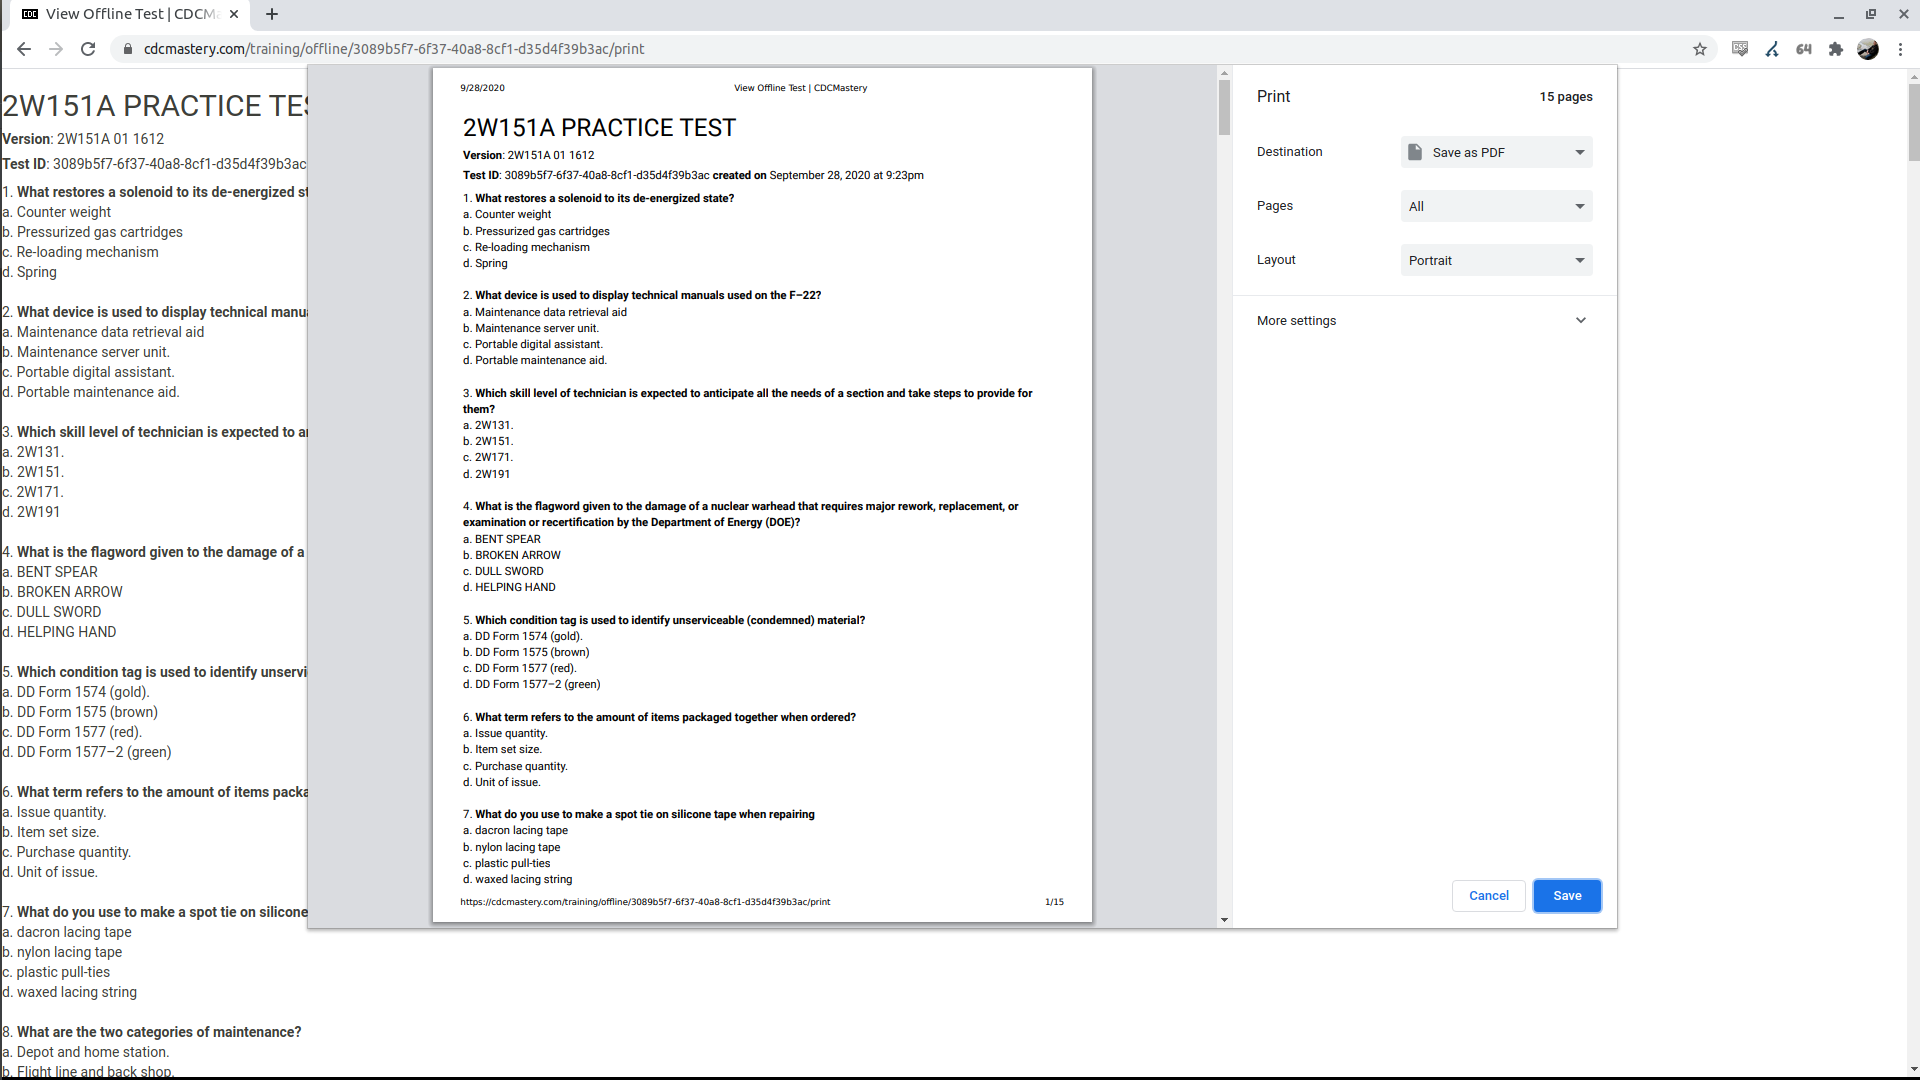 View Offline Test | CDCM
cdcmastery.com/training/offline/3089b5f7-6f37-40a8-8cf1-d35d4f39b3ac/print
64
2W151A PRACTICE TES
Version: 2W151A 01 1612
Test ID: 3089b5f7-6f37-40a8-8cf1-d35d4f39b3ac
1. What restores a solenoid to its de-energized st
a. Counter weight
b. Pressurized gas cartridges
c. Re-loading mechanism
d. Spring
2. What device is used to display technical manu
a. Maintenance data retrieval aid
b. Maintenance server unit.
c. Portable digital assistant.
d. Portable maintenance aid.
3. Which skill level of technician is expected to a
a. 2W131.
b. 2W151.
c. 2W171.
d. 2W191
4. What is the flagword given to the damage of a
a. BENT SPEAR
b. BROKEN ARROW
c. DULL SWORD
d. HELPING HAND
5. Which condition tag is used to identify unservi
a. DD Form 1574 (gold).
b. DD Form 1575 (brown)
c. DD Form 1577 (red).
d. DD Form 1577–2 (green)
6. What term refers to the amount of items packa
a. Issue quantity.
b. Item set size.
c. Purchase quantity.
d. Unit of issue.
7. What do you use to make a spot tie on silicone
a. dacron lacing tape
b. nylon lacing tape
c. plastic pull-ties
d. waxed lacing string
8. What are the two categories of maintenance?
a. Depot and home station.
b. Flight line and back shop.
9/28/2020 View Offline Test | CDCMastery
2W151A PRACTICE TEST
Version: 2W151A 01 1612
Test ID: 3089b5f7-6f37-40a8-8cf1-d35d4f39b3ac created on September 28, 2020 at 9:23pm
1. What restores a solenoid to its de-energized state?
a. Counter weight
b. Pressurized gas cartridges
c. Re-loading mechanism
d. Spring
2. What device is used to display technical manuals used on the F–22?
a. Maintenance data retrieval aid
b. Maintenance server unit.
c. Portable digital assistant.
d. Portable maintenance aid.
3. Which skill level of technician is expected to anticipate all the needs of a section and take steps to provide for
them?
a. 2W131.
b. 2W151.
c. 2W171.
d. 2W191
4. What is the flagword given to the damage of a nuclear warhead that requires major rework, replacement, or
examination or recertification by the Department of Energy (DOE)?
a. BENT SPEAR
b. BROKEN ARROW
c. DULL SWORD
d. HELPING HAND
5. Which condition tag is used to identify unserviceable (condemned) material?
a. DD Form 1574 (gold).
b. DD Form 1575 (brown)
c. DD Form 1577 (red).
d. DD Form 1577–2 (green)
6. What term refers to the amount of items packaged together when ordered?
a. Issue quantity.
b. Item set size.
c. Purchase quantity.
d. Unit of issue.
7. What do you use to make a spot tie on silicone tape when repairing
a. dacron lacing tape
b. nylon lacing tape
c. plastic pull-ties
d. waxed lacing string
https://cdcmastery.com/training/offline/3089b5f7-6f37-40a8-8cf1-d35d4f39b3ac/print 1/15
Print 15 pages
Destination Save as PDF
Pages All
Layout Portrait
More settings
Cancel Save